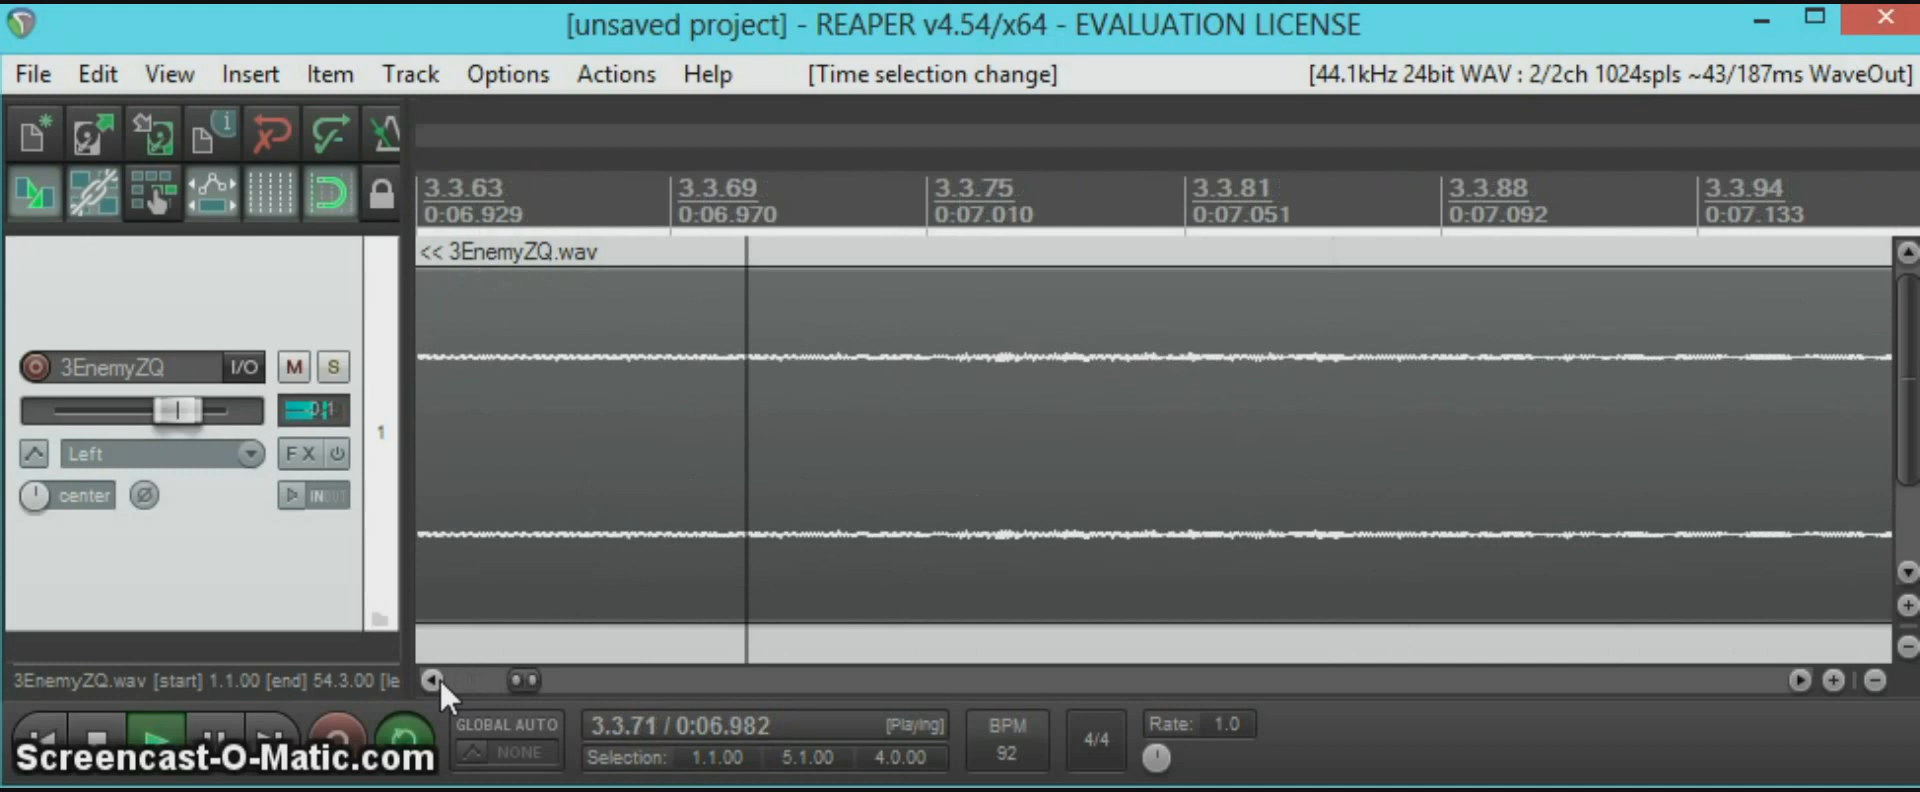 [unsaved project] - REAPER v4.54/x64 - EVALUATION LICENSE
File Edit View Insert Item Track Options Actions Help [Time selection change] [44.1kHz 24bit WAV : 2/2ch 1024spls ~43/187ms WaveOut]
3.3.63 3.3.69 3.3.75 3.3.81 3.3.88 3.3.94
0:06.929 0:06.970 0:07.010 0:07.051 0:07.092 0:07.133
<< 3EnemyZQ.wav
3EnemyZQ I/O M S
1
Left FX
center IN
3EnemyZQ.wav [start] 1.1.00 [end] 54.3.00 [le
GLOBAL AUTO
NONE
3.3.71 / 0:06.982 [Playing]
Selection: 1.1.00 5.1.00 4.0.00
BPM
92
4/4
Rate: 1.0
Screencast-O-Matic.com